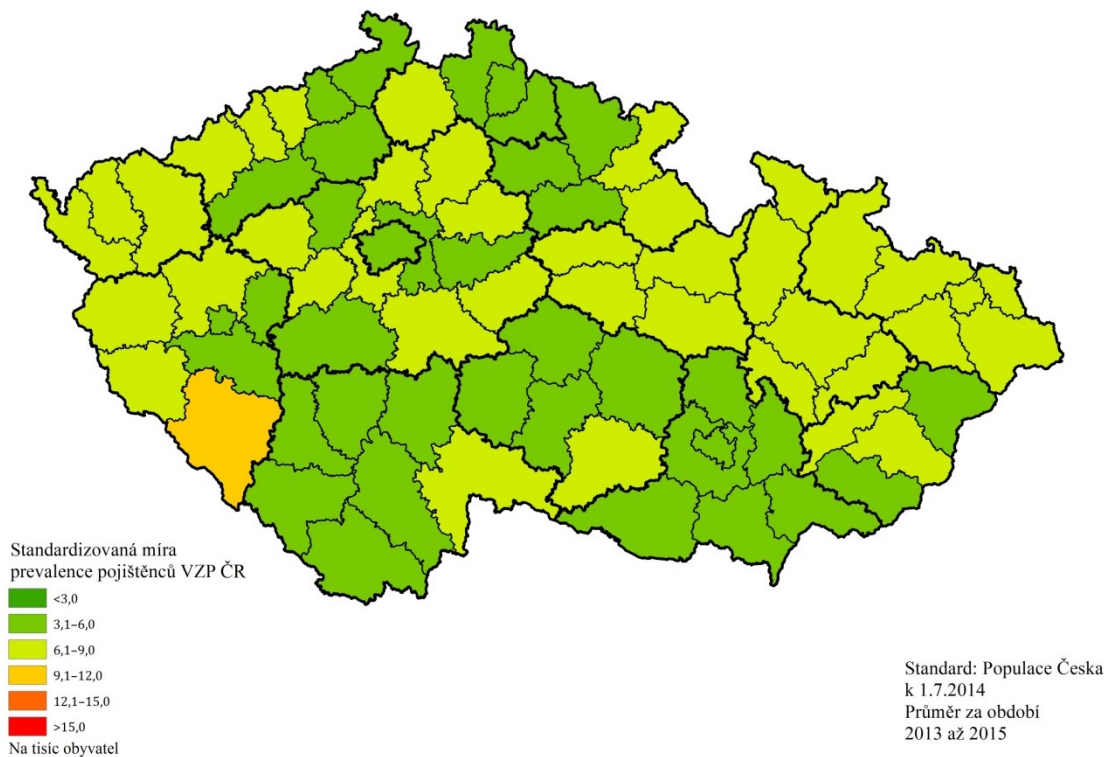 Standardizovaná míra
prevalence pojištěnců VZP ČR
<3,0
3,1–6,0
6,1–9,0
9,1–12,0
12,1–15,0
>15,0
Na tisíc obyvatel
Standard: Populace Česka
k 1.7.2014
Průměr za období
2013 až 2015